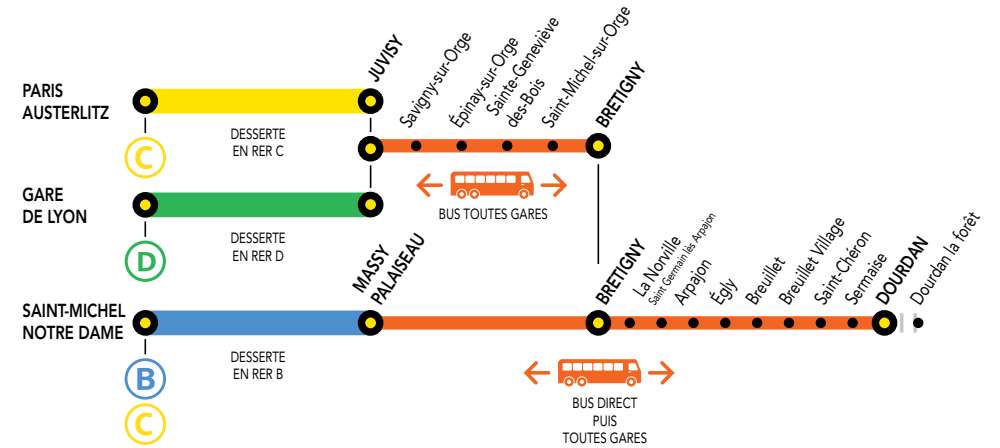 PARIS
AUSTERLITZ
C
DESSERTE
EN RER C
JUVISY
Savigny-sur-Orge
Épinay-sur-Orge
Sainte-Geneviève
des-Bois
Saint-Michel-sur-Orge
BRETIGNY
BUS TOUTES GARES
GARE
DE LYON
D
DESSERTE
EN RER D
SAINT-MICHEL
NOTRE DAME
B
C
DESSERTE
EN RER B
MASSY
PALAISEAU
BRETIGNY
La Norville
Saint Germain lès Arpajon
Arpajon
Égly
Breuillet
Breuillet Village
Saint-Chéron
Sermaise
DOURDAN
Dourdan la forêt
BUS DIRECT
PUIS
TOUTES GARES